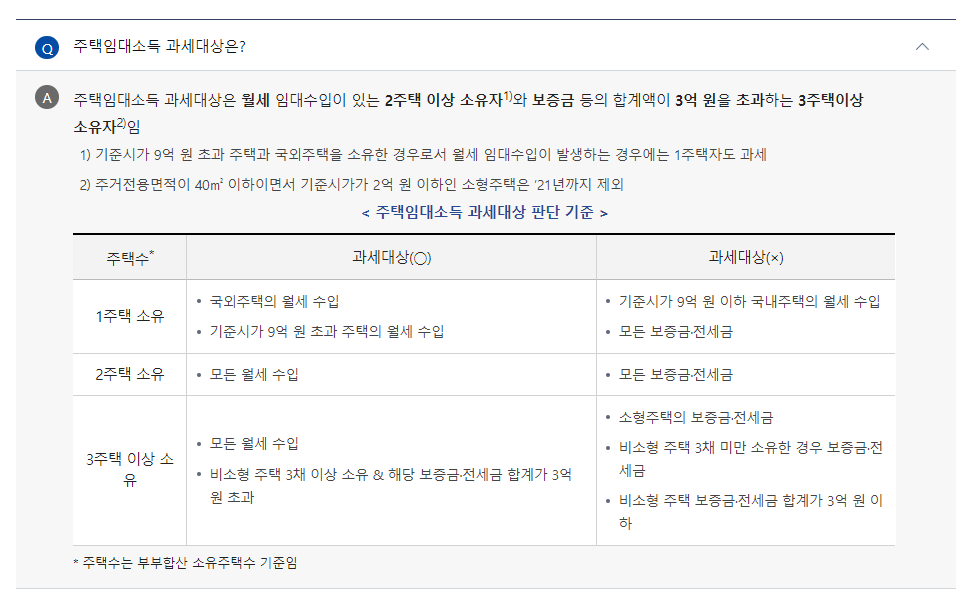 Q 주택임대소득 과세대상은?
A 주택임대소득 과세대상은 월세 임대수입이 있는 2주택 이상 소유자1)와 보증금 등의 합계액이 3억 원을 초과하는 3주택이상
소유자2)임
1) 기준시가 9억 원 초과 주택과 국외주택을 소유한 경우로서 월세 임대수입이 발생하는 경우에는 1주택자도 과세
2) 주거전용면적이 40㎡ 이하이면서 기준시가가 2억 원 이하인 소형주택은 ‘21년까지 제외
< 주택임대소득 과세대상 판단 기준 >
주택수* 과세대상(○) 과세대상(×)
1주택 소유
• 국외주택의 월세 수입
• 기준시가 9억 원 초과 주택의 월세 수입
• 기준시가 9억 원 이하 국내주택의 월세 수입
• 모든 보증금·전세금
2주택 소유
• 모든 월세 수입
• 모든 보증금·전세금
3주택 이상 소
유
• 모든 월세 수입
• 비소형 주택 3채 이상 소유 & 해당 보증금·전세금 합계가 3억
원 초과
• 소형주택의 보증금·전세금
• 비소형 주택 3채 미만 소유한 경우 보증금·전
세금
• 비소형 주택 보증금·전세금 합계가 3억 원 이
하
* 주택수는 부부합산 소유주택수 기준임